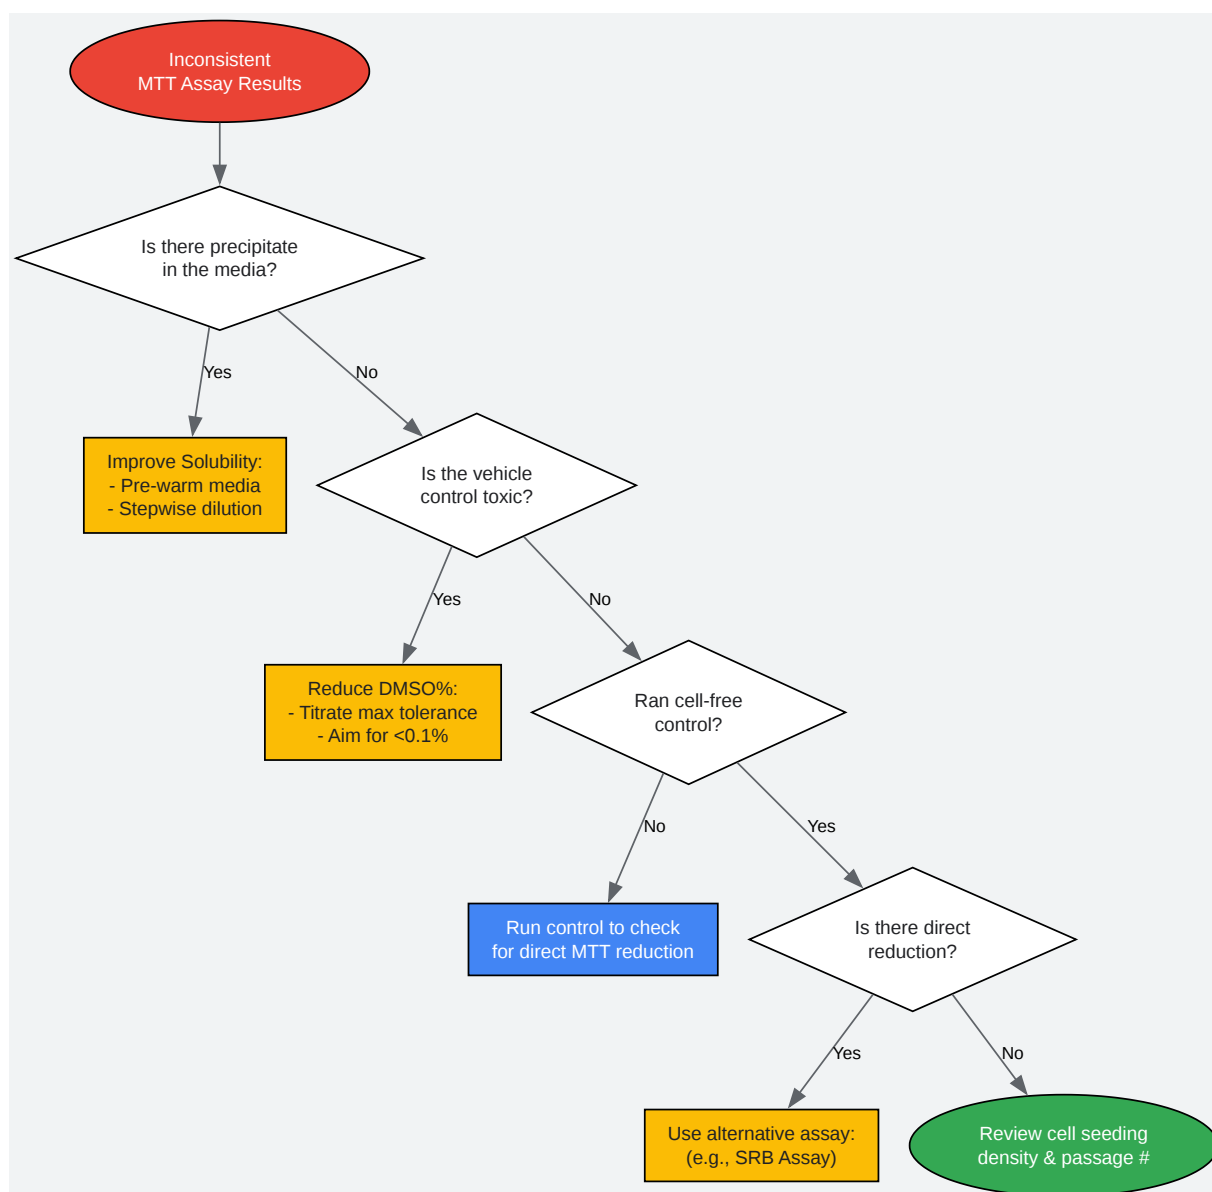 Inconsistent
MTT Assay Results
Is there precipitate
in the media?
Yes
No
Improve Solubility:
- Pre-warm media
- Stepwise dilution
Is the vehicle
control toxic?
Yes
No
Reduce DMSO%:
- Titrate max tolerance
- Aim for <0.1%
Ran cell-free
control?
No
Yes
Run control to check
for direct MTT reduction
Is there direct
reduction?
Yes
No
Use alternative assay:
(e.g., SRB Assay)
Review cell seeding
density & passage #